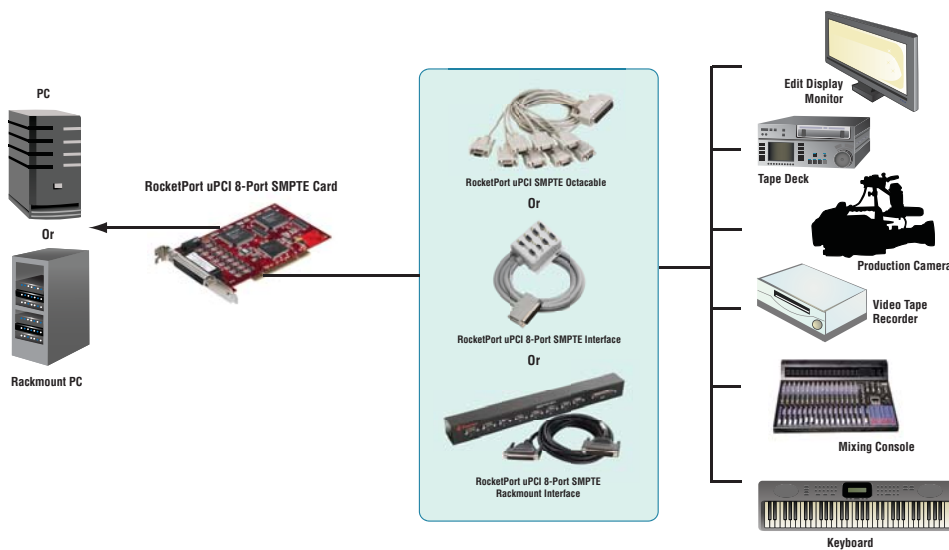 PC
Or
Rackmount PC
RocketPort uPCI 8-Port SMPTE Card
RocketPort uPCI SMPTE Octacable
Or
RocketPort uPCI 8-Port SMPTE Interface
Or
RocketPort uPCI 8-Port SMPTE
Rackmount Interface
Edit Display
Monitor
Tape Deck
Production Camera
Video Tape
Recorder
Mixing Console
Keyboard